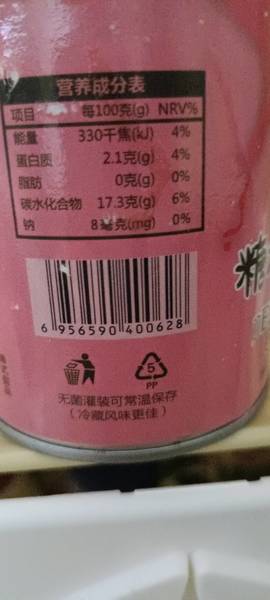 营养成分表
项目 每100克(g) NRV%
能量 330千焦(kJ) 4%
蛋白质 2.1克(g) 4%
脂肪 0克(g) 0%
碳水化合物 17.3克(g) 6%
钠 8毫克(mg) 0%
精
6 956590 400628
5
PP
无菌灌装可常温保存
(冷藏风味更佳)